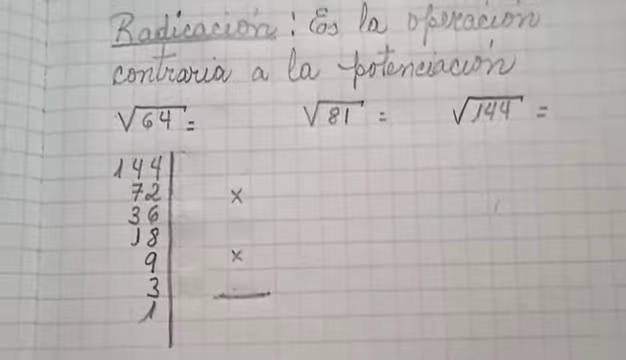 Radicación: Es la operación
contraria a la potenciación
√64 = √81 = √144 =
144
72 x
36
18
9 x
3
1